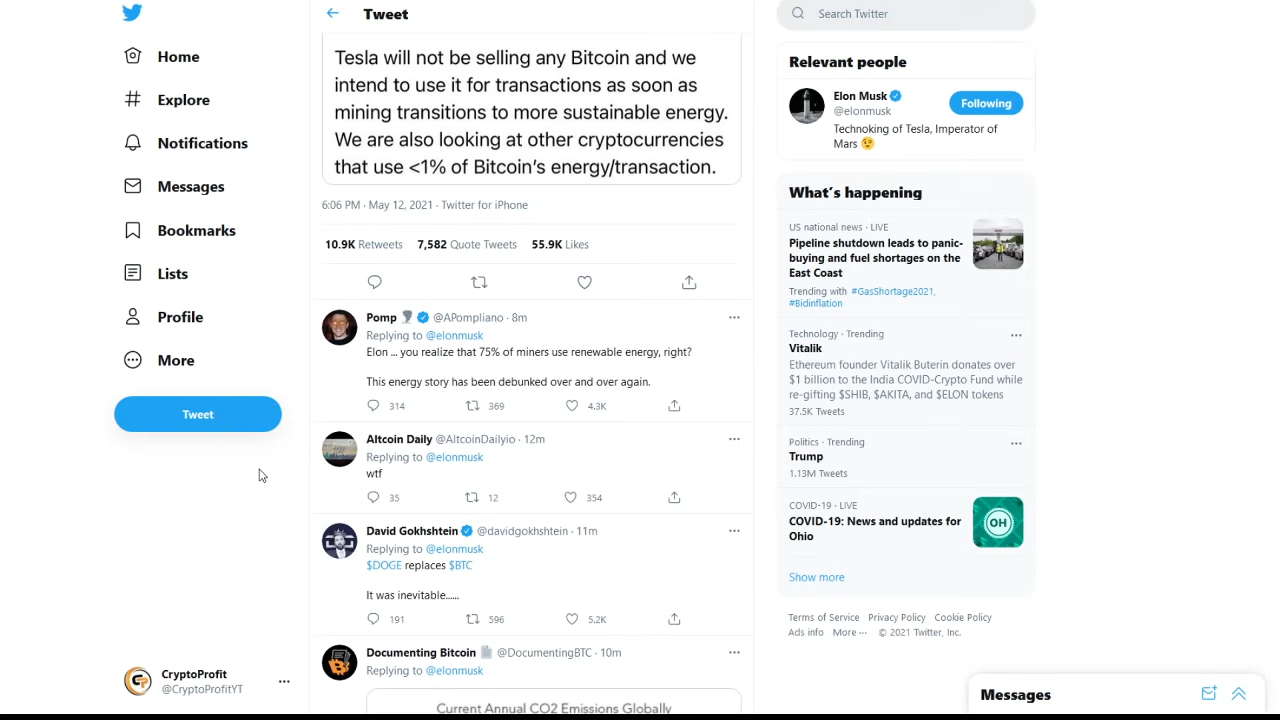 Home
Explore
Notifications
Messages
Bookmarks
Lists
Profile
More
Tweet
CryptoProfit
@CryptoProfitYT
Tweet
Tesla will not be selling any Bitcoin and we
intend to use it for transactions as soon as
mining transitions to more sustainable energy.
We are also looking at other cryptocurrencies
that use <1% of Bitcoin's energy/transaction.
6:06 PM · May 12, 2021 · Twitter for iPhone
10.9K Retweets 7,582 Quote Tweets 55.9K Likes
Pomp @APompliano · 8m
Replying to @elonmusk
Elon ... you realize that 75% of miners use renewable energy, right?
This energy story has been debunked over and over again.
314 369 4.3K
Altcoin Daily @AltcoinDailyio · 12m
Replying to @elonmusk
wtf
35 12 354
David Gokhshtein @davidgokhshtein · 11m
Replying to @elonmusk
$DOGE replaces $BTC
It was inevitable......
191 596 5.2K
Documenting Bitcoin @DocumentingBTC · 10m
Replying to @elonmusk
Current Annual CO2 Emissions Globally
Search Twitter
Relevant people
Elon Musk
@elonmusk
Following
Technoking of Tesla, Imperator of
Mars
What's happening
US national news · LIVE
Pipeline shutdown leads to panic-
buying and fuel shortages on the
East Coast
Trending with #GasShortage2021,
#Bidinflation
Technology · Trending
Vitalik
Ethereum founder Vitalik Buterin donates over
$1 billion to the India COVID-Crypto Fund while
re-gifting $SHIB, $AKITA, and $ELON tokens
37.5K Tweets
Politics · Trending
Trump
1.13M Tweets
COVID-19 · LIVE
COVID-19: News and updates for
Ohio
OH
Show more
Terms of Service Privacy Policy Cookie Policy
Ads info More ··· © 2021 Twitter, Inc.
Messages